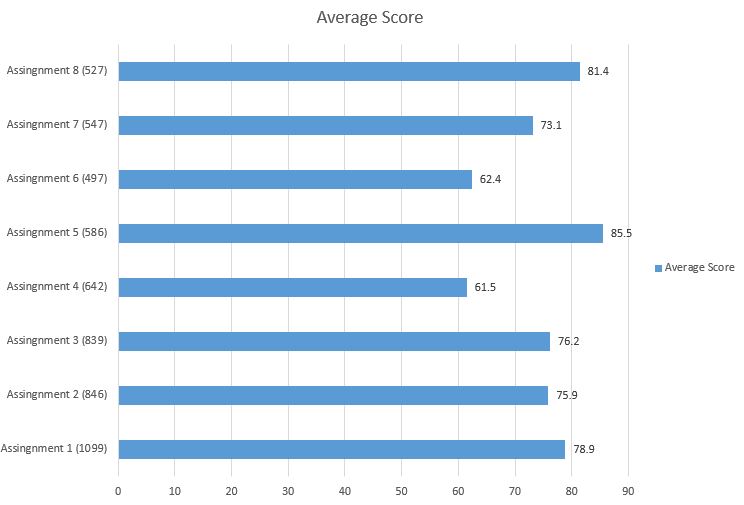 Average Score
Assingnment 8 (527)
81.4
Assingnment 7 (547)
73.1
Assingnment 6 (497)
62.4
Assingnment 5 (586)
85.5
Average Score
Assingnment 4 (642)
61.5
Assingnment 3 (839)
76.2
Assingnment 2 (846)
75.9
Assingnment 1 (1099)
78.9
0 10 20 30 40 50 60 70 80 90